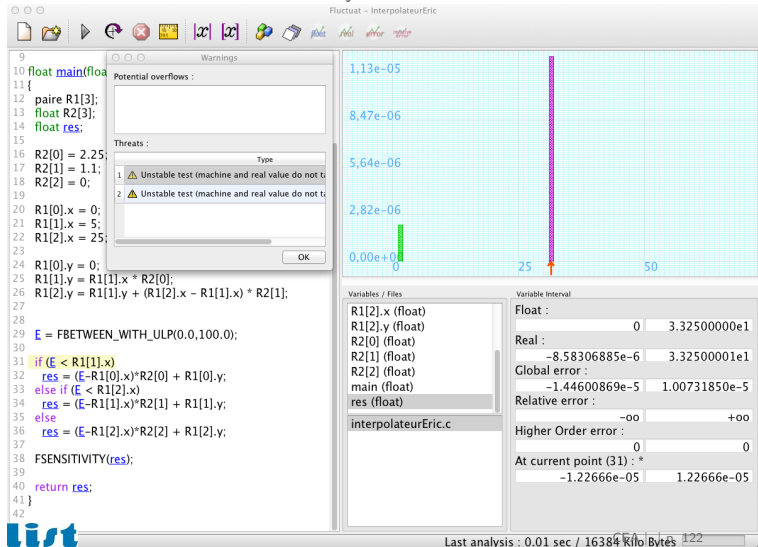 Fluctuat – InterpolateurEric
|x| [x] float real error
Warnings
Potential overflows :
Threats :
Type
1 Unstable test (machine and real value do not ta
2 Unstable test (machine and real value do not ta
OK
9
10 float main(floa
11 {
12 paire R1[3];
13 float R2[3];
14 float res;
15
16 R2[0] = 2.25;
17 R2[1] = 1.1;
18 R2[2] = 0;
19
20 R1[0].x = 0;
21 R1[1].x = 5;
22 R1[2].x = 25;
23
24 R1[0].y = 0;
25 R1[1].y = R1[1].x * R2[0];
26 R1[2].y = R1[1].y + (R1[2].x - R1[1].x) * R2[1];
27
28
29 E = FBETWEEN_WITH_ULP(0.0,100.0);
30
31 if (E < R1[1].x)
32 res = (E-R1[0].x)*R2[0] + R1[0].y;
33 else if (E < R1[2].x)
34 res = (E-R1[1].x)*R2[1] + R1[1].y;
35 else
36 res = (E-R1[2].x)*R2[2] + R1[2].y;
37
38 FSENSITIVITY(res);
39
40 return res;
41 }
42
1,13e-05
8,47e-06
5,64e-06
2,82e-06
0,00e+00
0 25 50
Variables / Files
R1[2].x (float)
R1[2].y (float)
R2[0] (float)
R2[1] (float)
R2[2] (float)
main (float)
res (float)
interpolateurEric.c
Variable Interval
Float :
0 3.32500000e1
Real :
-8.58306885e-6 3.32500001e1
Global error :
-1.44600869e-5 1.00731850e-5
Relative error :
-oo +oo
Higher Order error :
0 0
At current point (31) : *
-1.22666e-05 1.22666e-05
list
Last analysis : 0.01 sec / 16384 Kilo Bytes
CEA | | p. 122